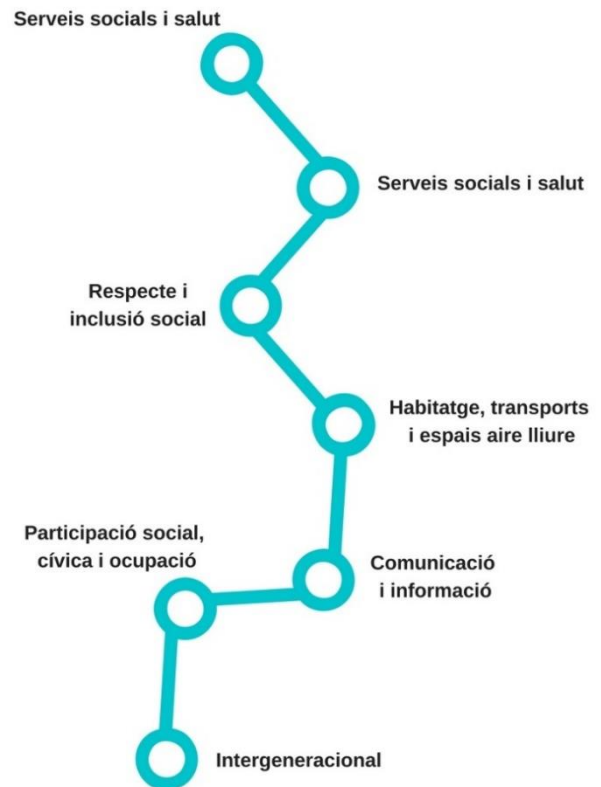 Serveis socials i salut
Serveis socials i salut
Respecte i
inclusió social
Habitatge, transports
i espais aire lliure
Participació social,
cívica i ocupació
Comunicació
i informació
Intergeneracional